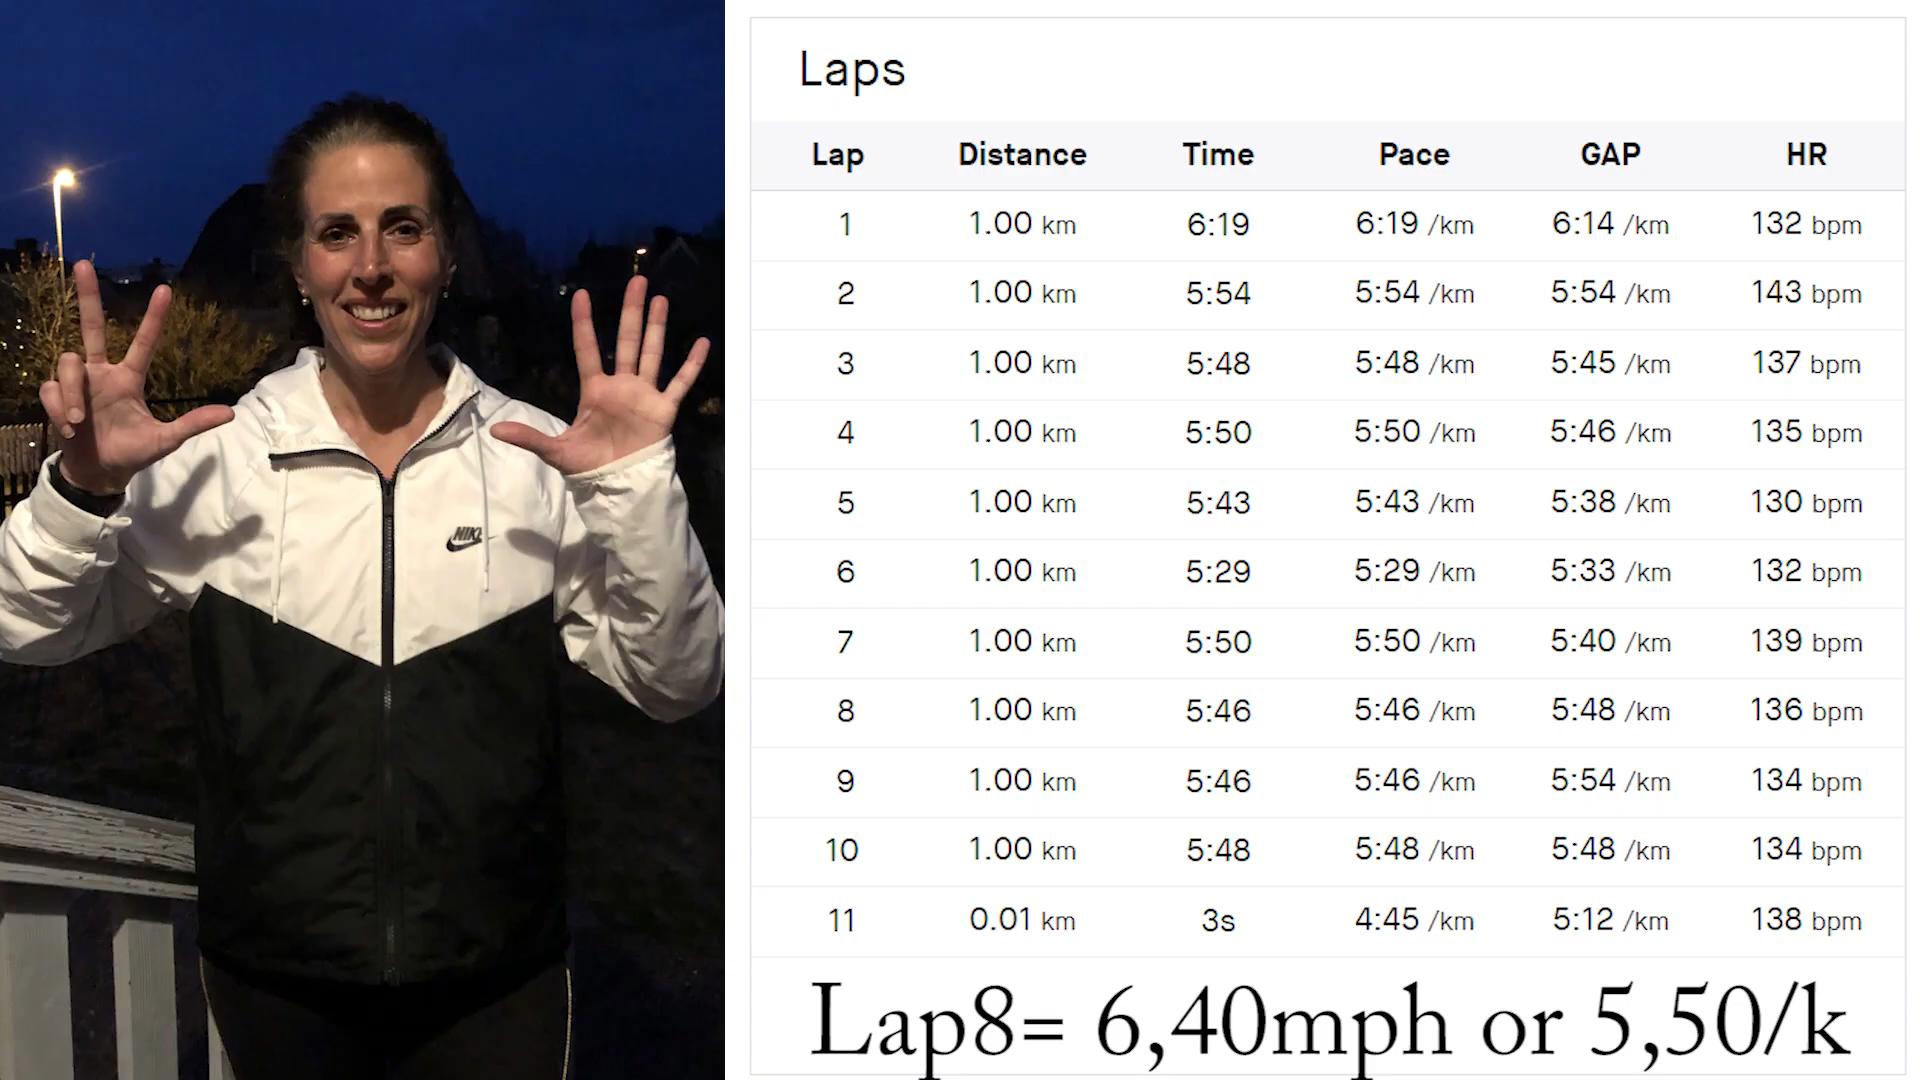 NIKE
Laps
Lap Distance Time Pace GAP HR
1 1.00 km 6:19 6:19 /km 6:14 /km 132 bpm
2 1.00 km 5:54 5:54 /km 5:54 /km 143 bpm
3 1.00 km 5:48 5:48 /km 5:45 /km 137 bpm
4 1.00 km 5:50 5:50 /km 5:46 /km 135 bpm
5 1.00 km 5:43 5:43 /km 5:38 /km 130 bpm
6 1.00 km 5:29 5:29 /km 5:33 /km 132 bpm
7 1.00 km 5:50 5:50 /km 5:40 /km 139 bpm
8 1.00 km 5:46 5:46 /km 5:48 /km 136 bpm
9 1.00 km 5:46 5:46 /km 5:54 /km 134 bpm
10 1.00 km 5:48 5:48 /km 5:48 /km 134 bpm
11 0.01 km 3s 4:45 /km 5:12 /km 138 bpm
Lap8= 6,40mph or 5,50/k